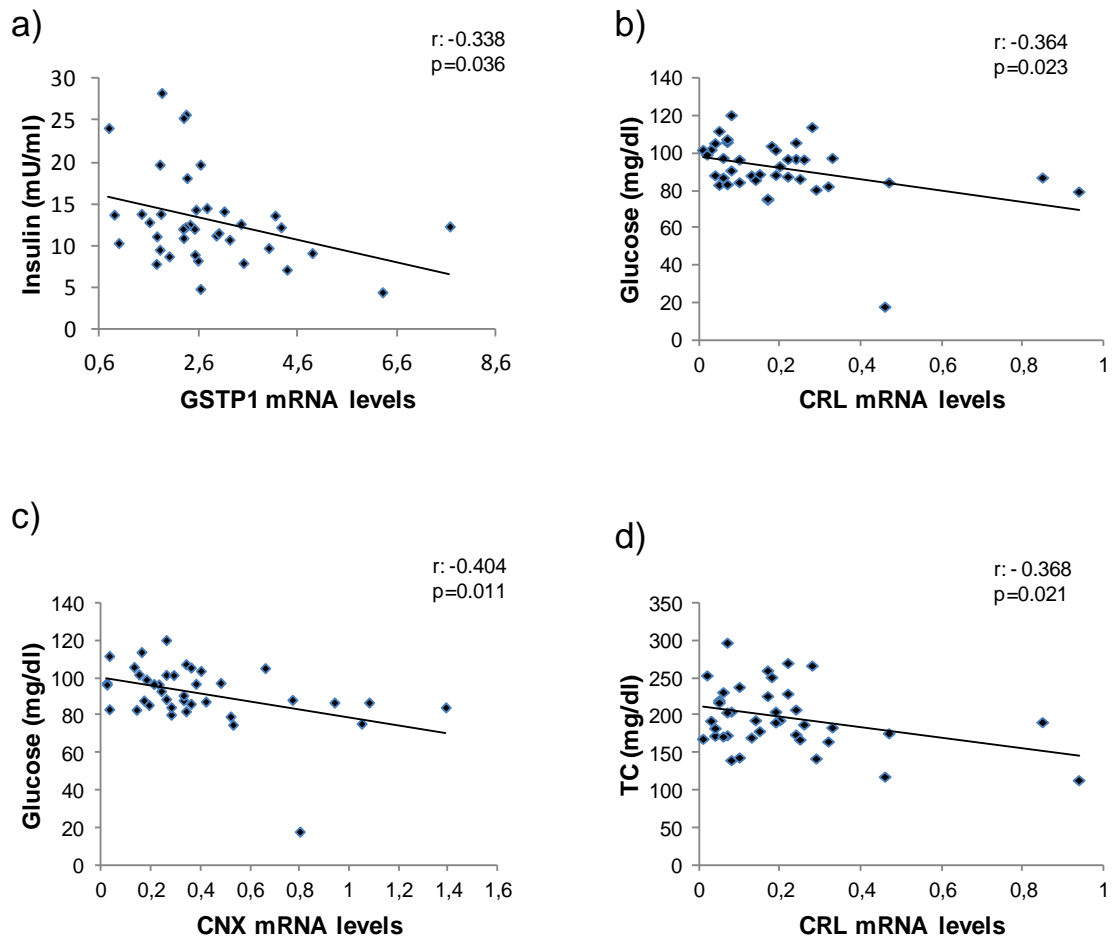 a)
r: -0.338
p=0.036
Insulin (mU/ml)
30
25
20
15
10
5
0
0,6 2,6 4,6 6,6 8,6
GSTP1 mRNA levels
b)
r: -0.364
p=0.023
Glucose (mg/dl)
140
120
100
80
60
40
20
0
0 0,2 0,4 0,6 0,8 1
CRL mRNA levels
c)
r: -0.404
p=0.011
Glucose (mg/dl)
140
120
100
80
60
40
20
0
0 0,2 0,4 0,6 0,8 1 1,2 1,4 1,6
CNX mRNA levels
d)
r: - 0.368
p=0.021
TC (mg/dl)
350
300
250
200
150
100
50
0
0 0,2 0,4 0,6 0,8 1
CRL mRNA levels